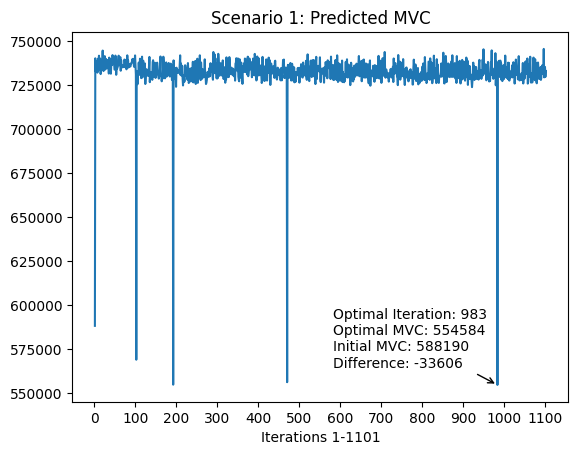 Scenario 1: Predicted MVC
750000
725000
700000
675000
650000
625000
600000
575000
550000
Optimal Iteration: 983
Optimal MVC: 554584
Initial MVC: 588190
Difference: -33606
0 100 200 300 400 500 600 700 800 900 1000 1100
Iterations 1-1101